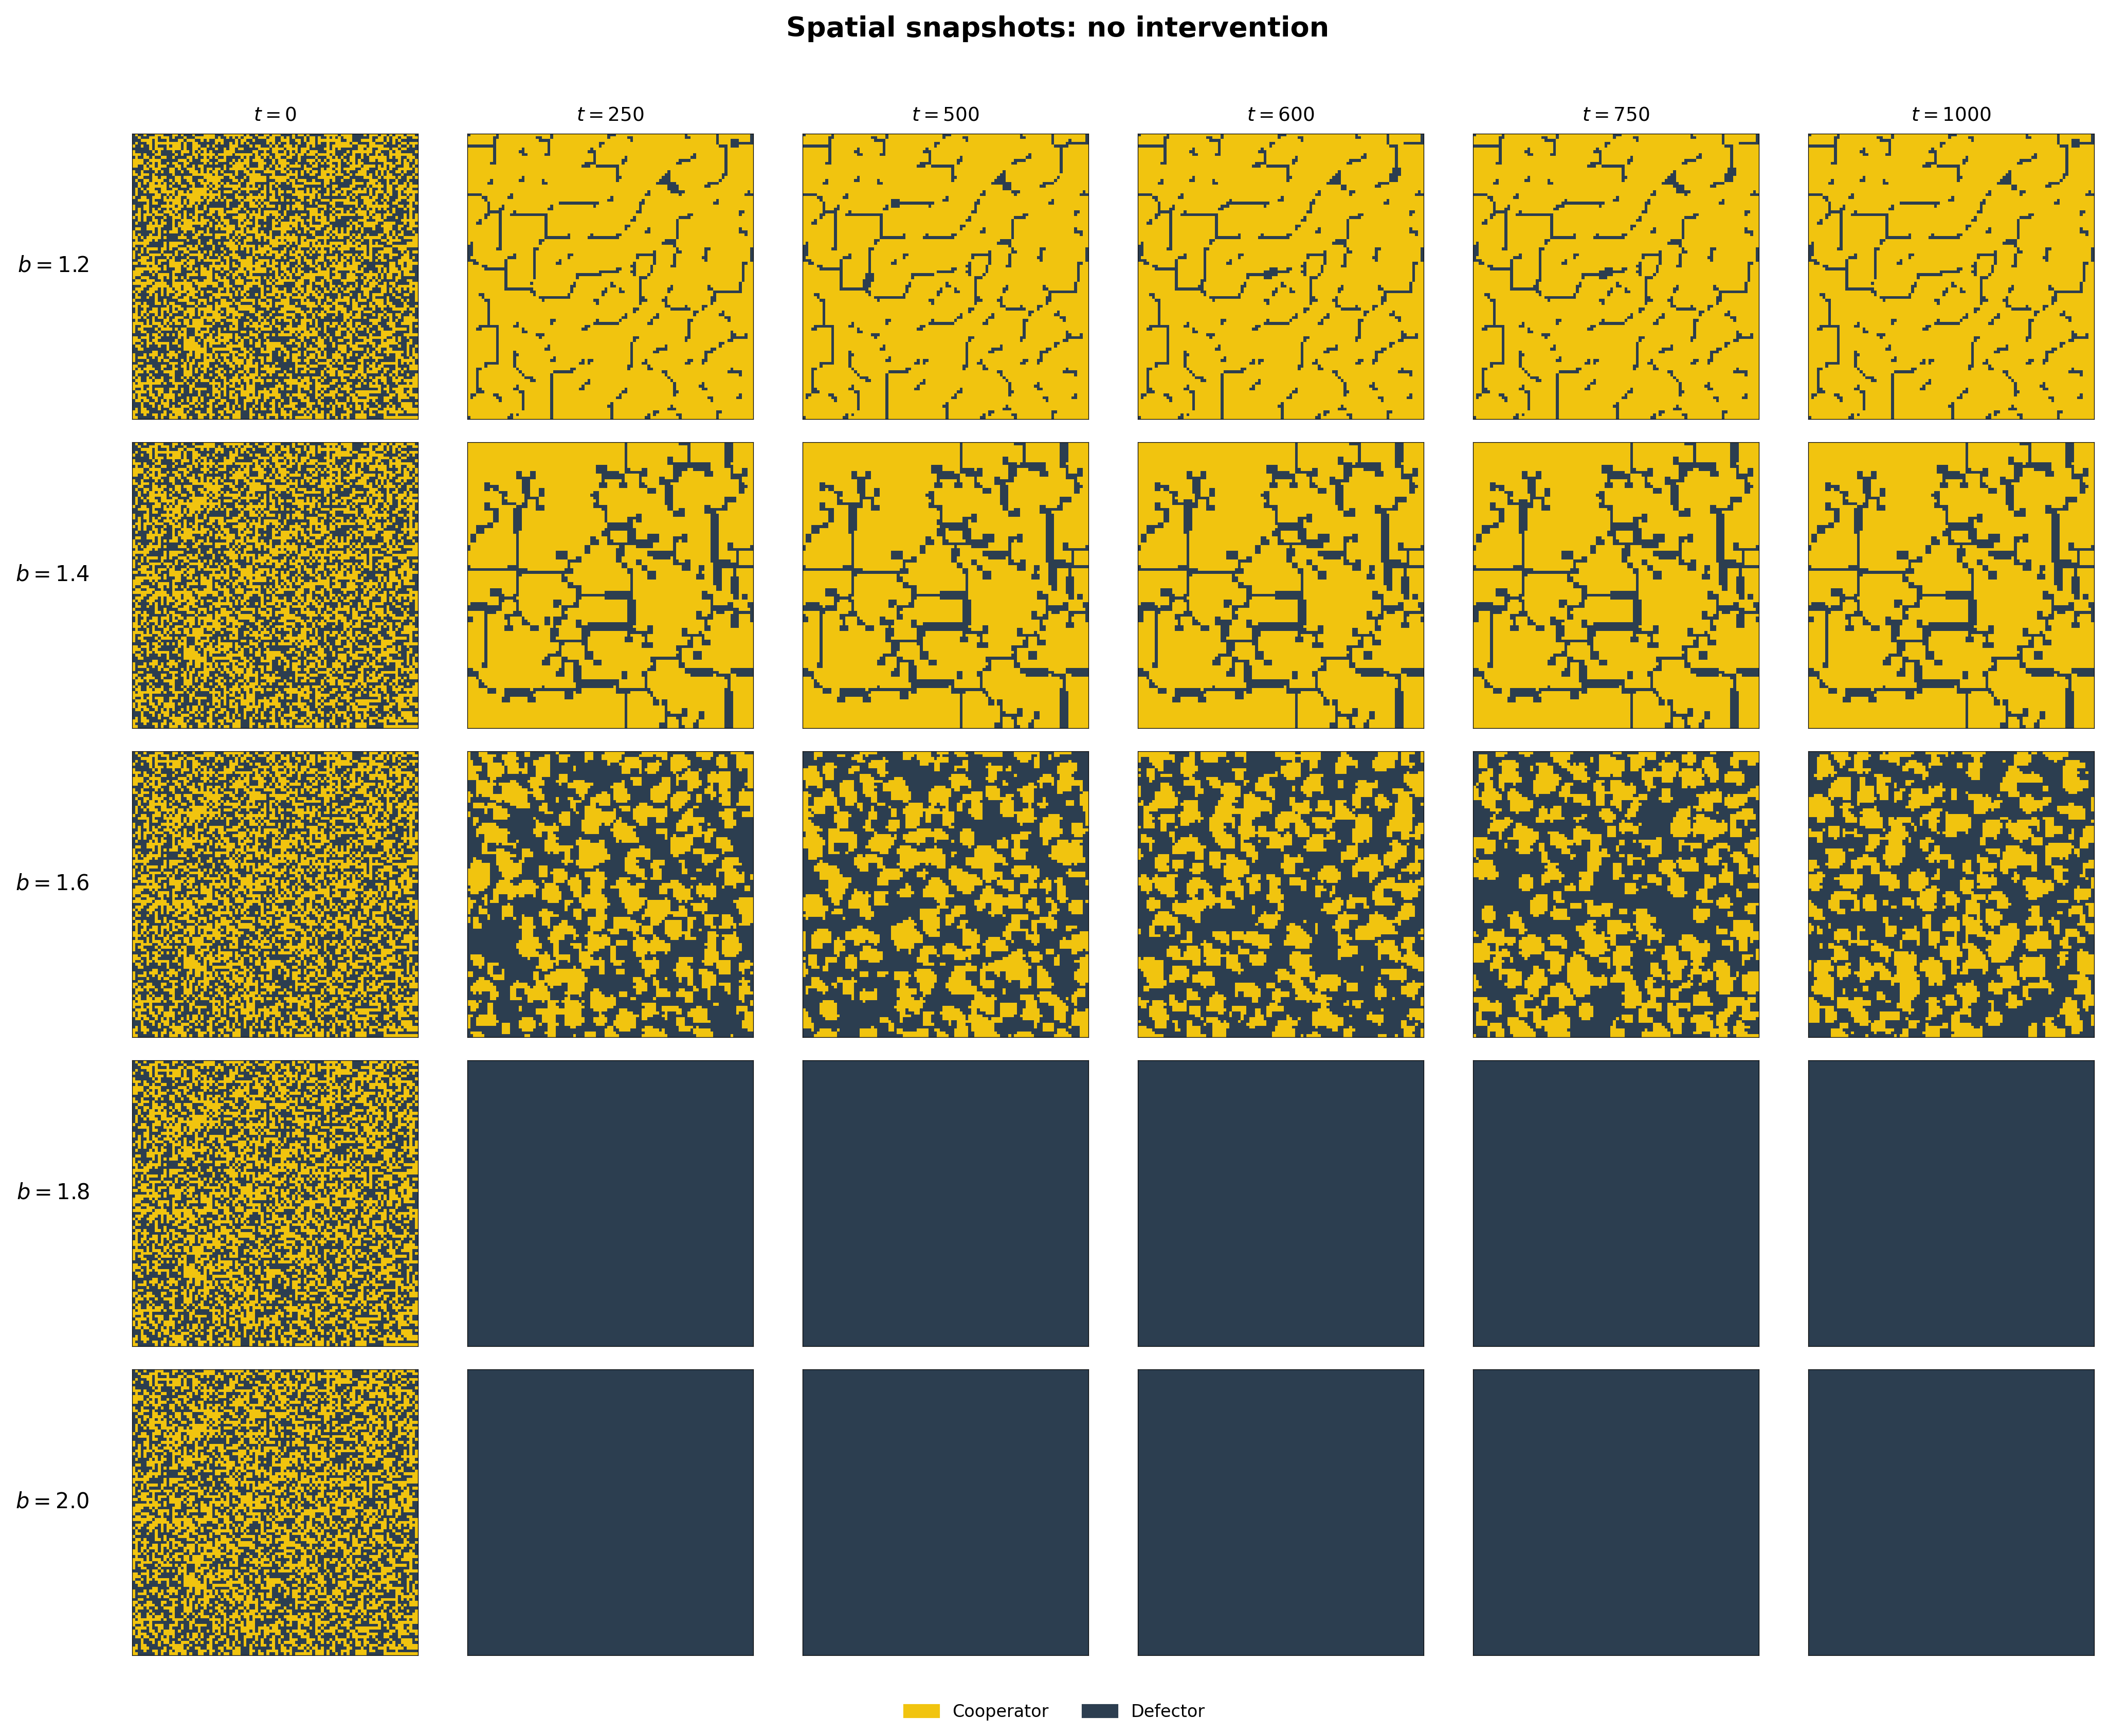 Spatial snapshots: no intervention
t = 0 t = 250 t = 500 t = 600 t = 750 t = 1000
b = 1.2
b = 1.4
b = 1.6
b = 1.8
b = 2.0
Cooperator Defector